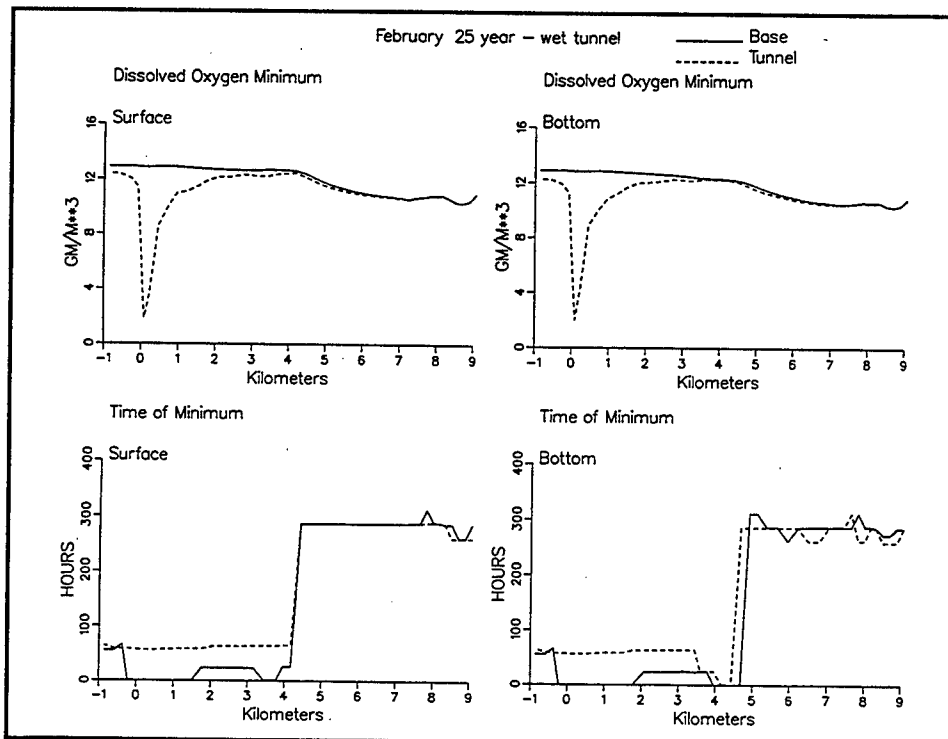 February 25 year – wet tunnel
Base
Tunnel
Dissolved Oxygen Minimum
Surface
16
12
8
4
0
GM/M**3
-1 0 1 2 3 4 5 6 7 8 9
Kilometers
Dissolved Oxygen Minimum
Bottom
16
12
8
4
0
GM/M**3
-1 0 1 2 3 4 5 6 7 8 9
Kilometers
Time of Minimum
Surface
400
300
200
100
0
HOURS
-1 0 1 2 3 4 5 6 7 8 9
Kilometers
Time of Minimum
Bottom
400
300
200
100
0
HOURS
-1 0 1 2 3 4 5 6 7 8 9
Kilometers